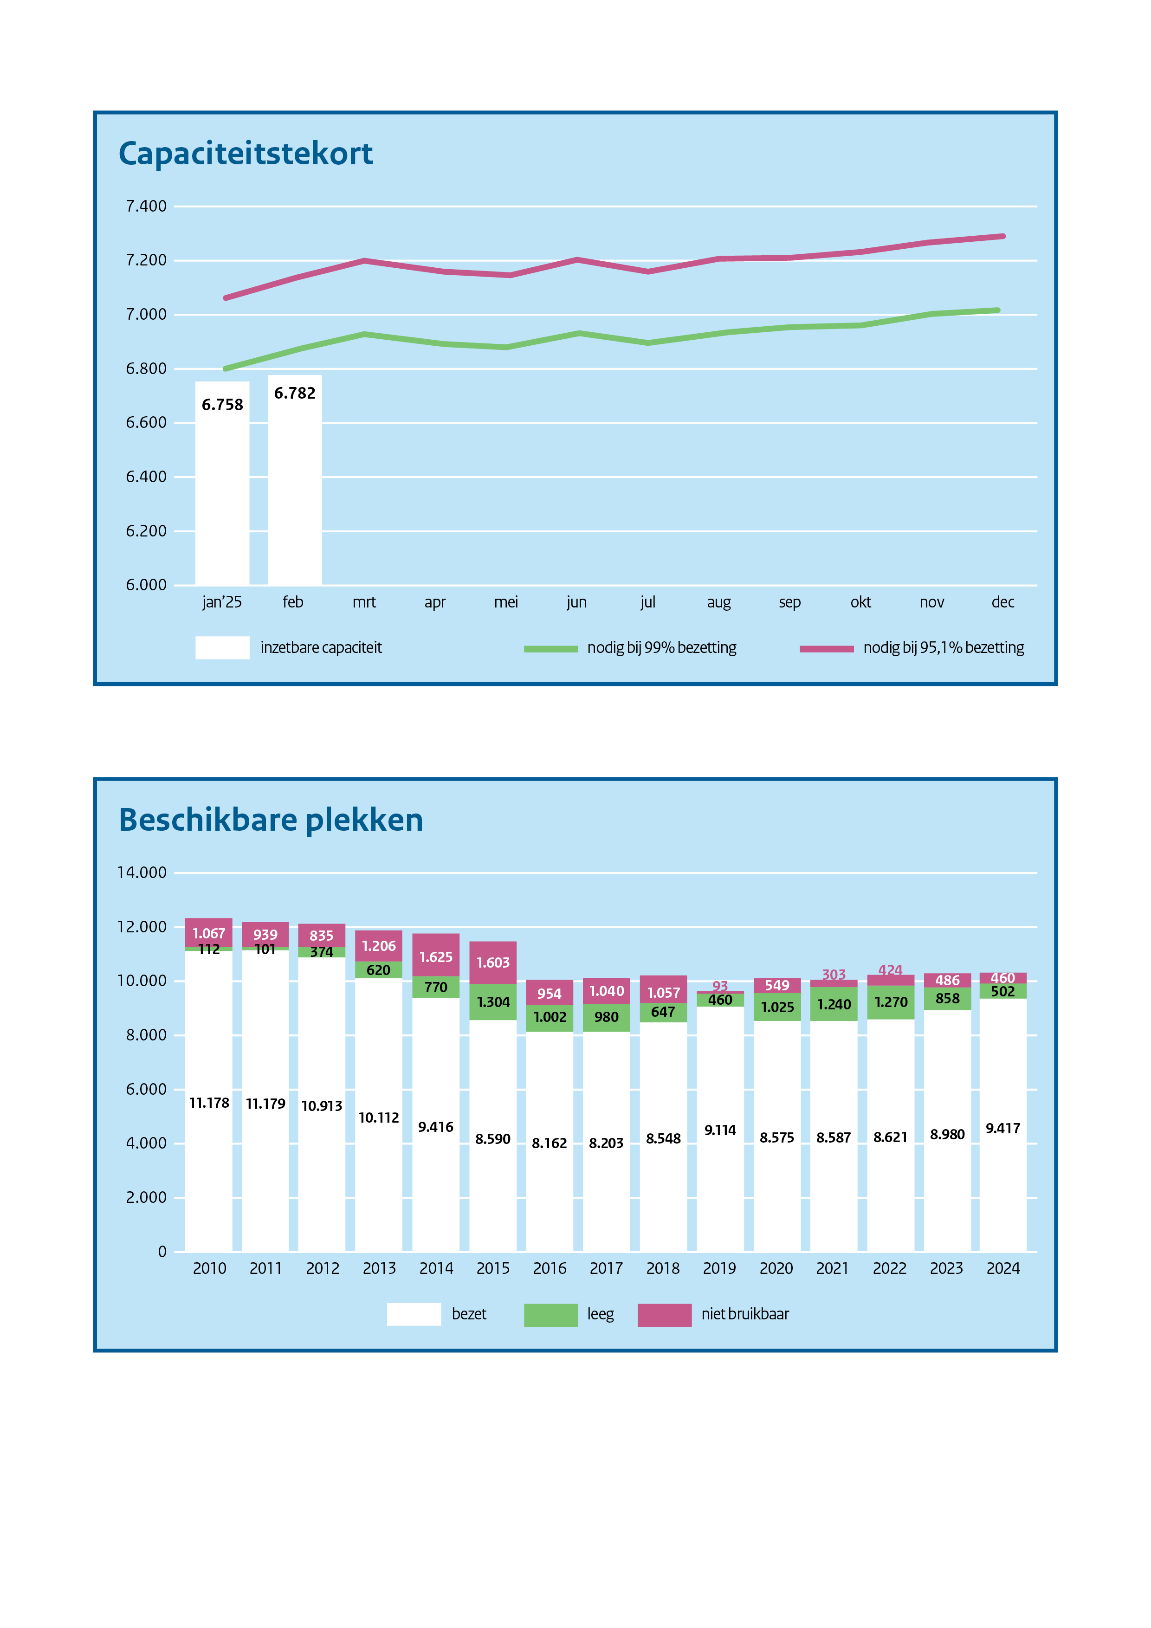 Capaciteitstekort
7.400
7.200
7.000
6.800
6.600
6.400
6.200
6.000
6.758
6.782
jan'25 feb mrt apr mei jun jul aug sep okt nov dec
inzetbare capaciteit nodig bij 99% bezetting nodig bij 95,1% bezetting
Beschikbare plekken
14.000
12.000
10.000
8.000
6.000
4.000
2.000
0
1.067 939 835 1.206 1.625 1.603 954 1.040 1.057 93 549 303 424 486 460
112 101 374 620 770 1.304 1.002 980 647 460 1.025 1.240 1.270 858 502
11.178 11.179 10.913 10.112 9.416 8.590 8.162 8.203 8.548 9.114 8.575 8.587 8.621 8.980 9.417
2010 2011 2012 2013 2014 2015 2016 2017 2018 2019 2020 2021 2022 2023 2024
bezet leeg niet bruikbaar